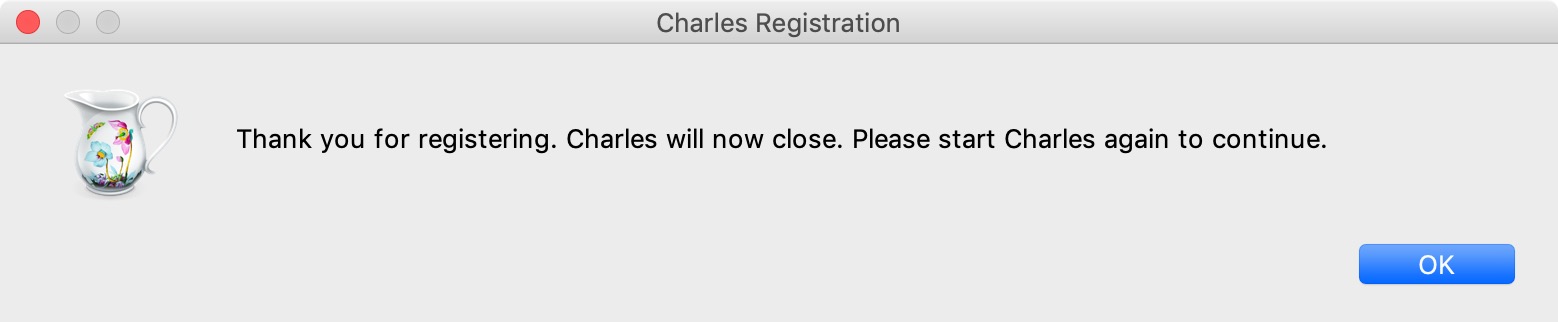 Charles Registration
Thank you for registering. Charles will now close. Please start Charles again to continue.
OK